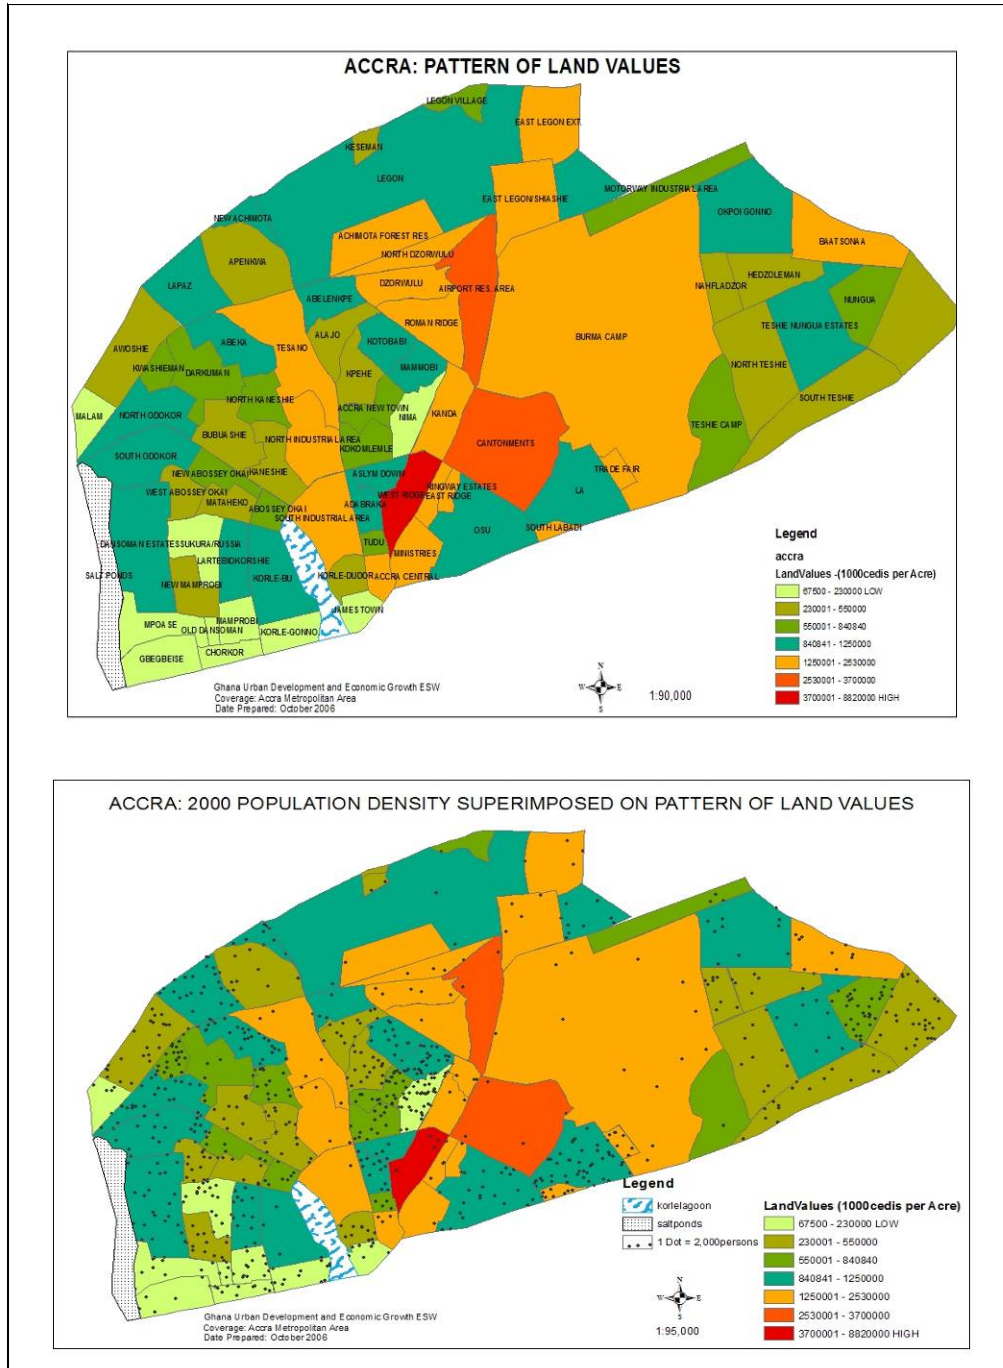 ACCRA: PATTERN OF LAND VALUES
LEGON VILLAGE
EAST LEGON EXT.
KESEMAN
LEGON
MOTORWAY INDUSTRIAL AREA
EAST LEGON/SHIASHIE
OKPOI GONNO
NEW ACHIMOTA
ACHIMOTA FOREST RES.
BAATSONAA
NORTH DZORWULU
APENKWA
HEDZOLEMAN
LAPAZ
DZORWULU
AIRPORT RES. AREA
NAHFLADZOR
ABELENKPE
NUNGUA
ROMAN RIDGE
TESHIE NUNGUA ESTATES
ALAJO
BURMA CAMP
ABEKA
TESANO
KOTOBABI
AWOSHIE
KWASHIEMAN
MAMMOBI
NORTH TESHIE
DARKUMAN
KPEHE
SOUTH TESHIE
NORTH KANESHIE
ACCRA NEW TOWN
MALAM
NORTH ODOKOR
NIMA
KANDA
TESHIE CAMP
BUBUASHIE
NORTH INDUSTRIAL AREA
CANTONMENTS
KOKOMLEMLE
SOUTH ODOKOR
TRADE FAIR
NEW ABOSSEY OKAI
KANESHIE
ASLYM DOWN
RINGWAY ESTATES
WEST ABOSSEY OKAI
WEST RIDGE
EAST RIDGE
LA
MATAHEKO
ADABRAKA
ABOSSEY OKAI
SOUTH INDUSTRIAL AREA
SOUTH LABADI
OSU
DANSOMAN ESTATES
SUKURA/RUSSIA
TUDU
MINISTRIES
LARTEBIOKORSHIE
SALT PONDS
NEW MAMPROBI
KORLE-BU
KORLE-DUDOR
ACCRA CENTRAL
JAMES TOWN
MPOASE
MAMPROBI
OLD DANSOMAN
KORLE-GONNO
CHORKOR
GBEGBEISE
Legend
accra
LandValues -(1000cedis per Acre)
67500 - 230000 LOW
230001 - 550000
550001 - 840840
840841 - 1250000
1250001 - 2530000
2530001 - 3700000
3700001 - 8820000 HIGH
N
W E
S
1:90,000
Ghana Urban Development and Economic Growth ESW
Coverage: Accra Metropolitan Area
Date Prepared: October 2006
ACCRA: 2000 POPULATION DENSITY SUPERIMPOSED ON PATTERN OF LAND VALUES
Legend
korlelagoon
saltponds
1 Dot = 2,000persons
N
W E
S
1:95,000
LandValues (1000cedis per Acre)
67500 - 230000 LOW
230001 - 550000
550001 - 840840
840841 - 1250000
1250001 - 2530000
2530001 - 3700000
3700001 - 8820000 HIGH
Ghana Urban Development and Economic Growth ESW
Coverage: Accra Metropolitan Area
Date Prepared: October 2006